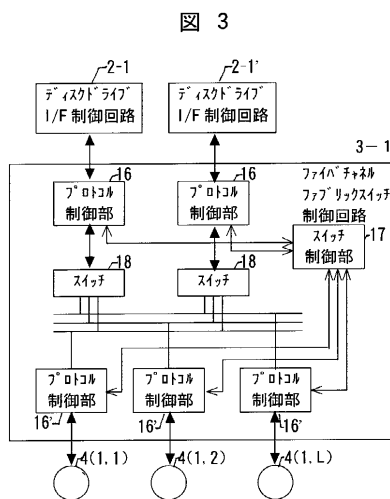 図 3
2-1
2-1'
ディスクドライブ
I/F 制御回路
ディスクドライブ
I/F 制御回路
3-1
16
16
プロトコル
制御部
プロトコル
制御部
ファイバチャネル
ファブリックスイッチ
制御回路
17
スイッチ
制御部
18
18
スイッチ
スイッチ
プロトコル
制御部
プロトコル
制御部
プロトコル
制御部
16'
16'
16'
4(1,1)
4(1,2)
4(1,L)